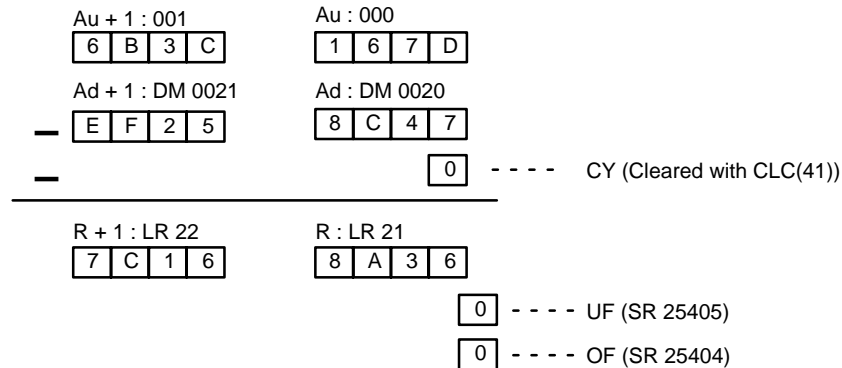 Au + 1 : 001 Au : 000
6 B 3 C 1 6 7 D
Ad + 1 : DM 0021 Ad : DM 0020
– E F 2 5 8 C 4 7
– 0 - - - - CY (Cleared with CLC(41))
R + 1 : LR 22 R : LR 21
7 C 1 6 8 A 3 6
0 - - - - UF (SR 25405)
0 - - - - OF (SR 25404)